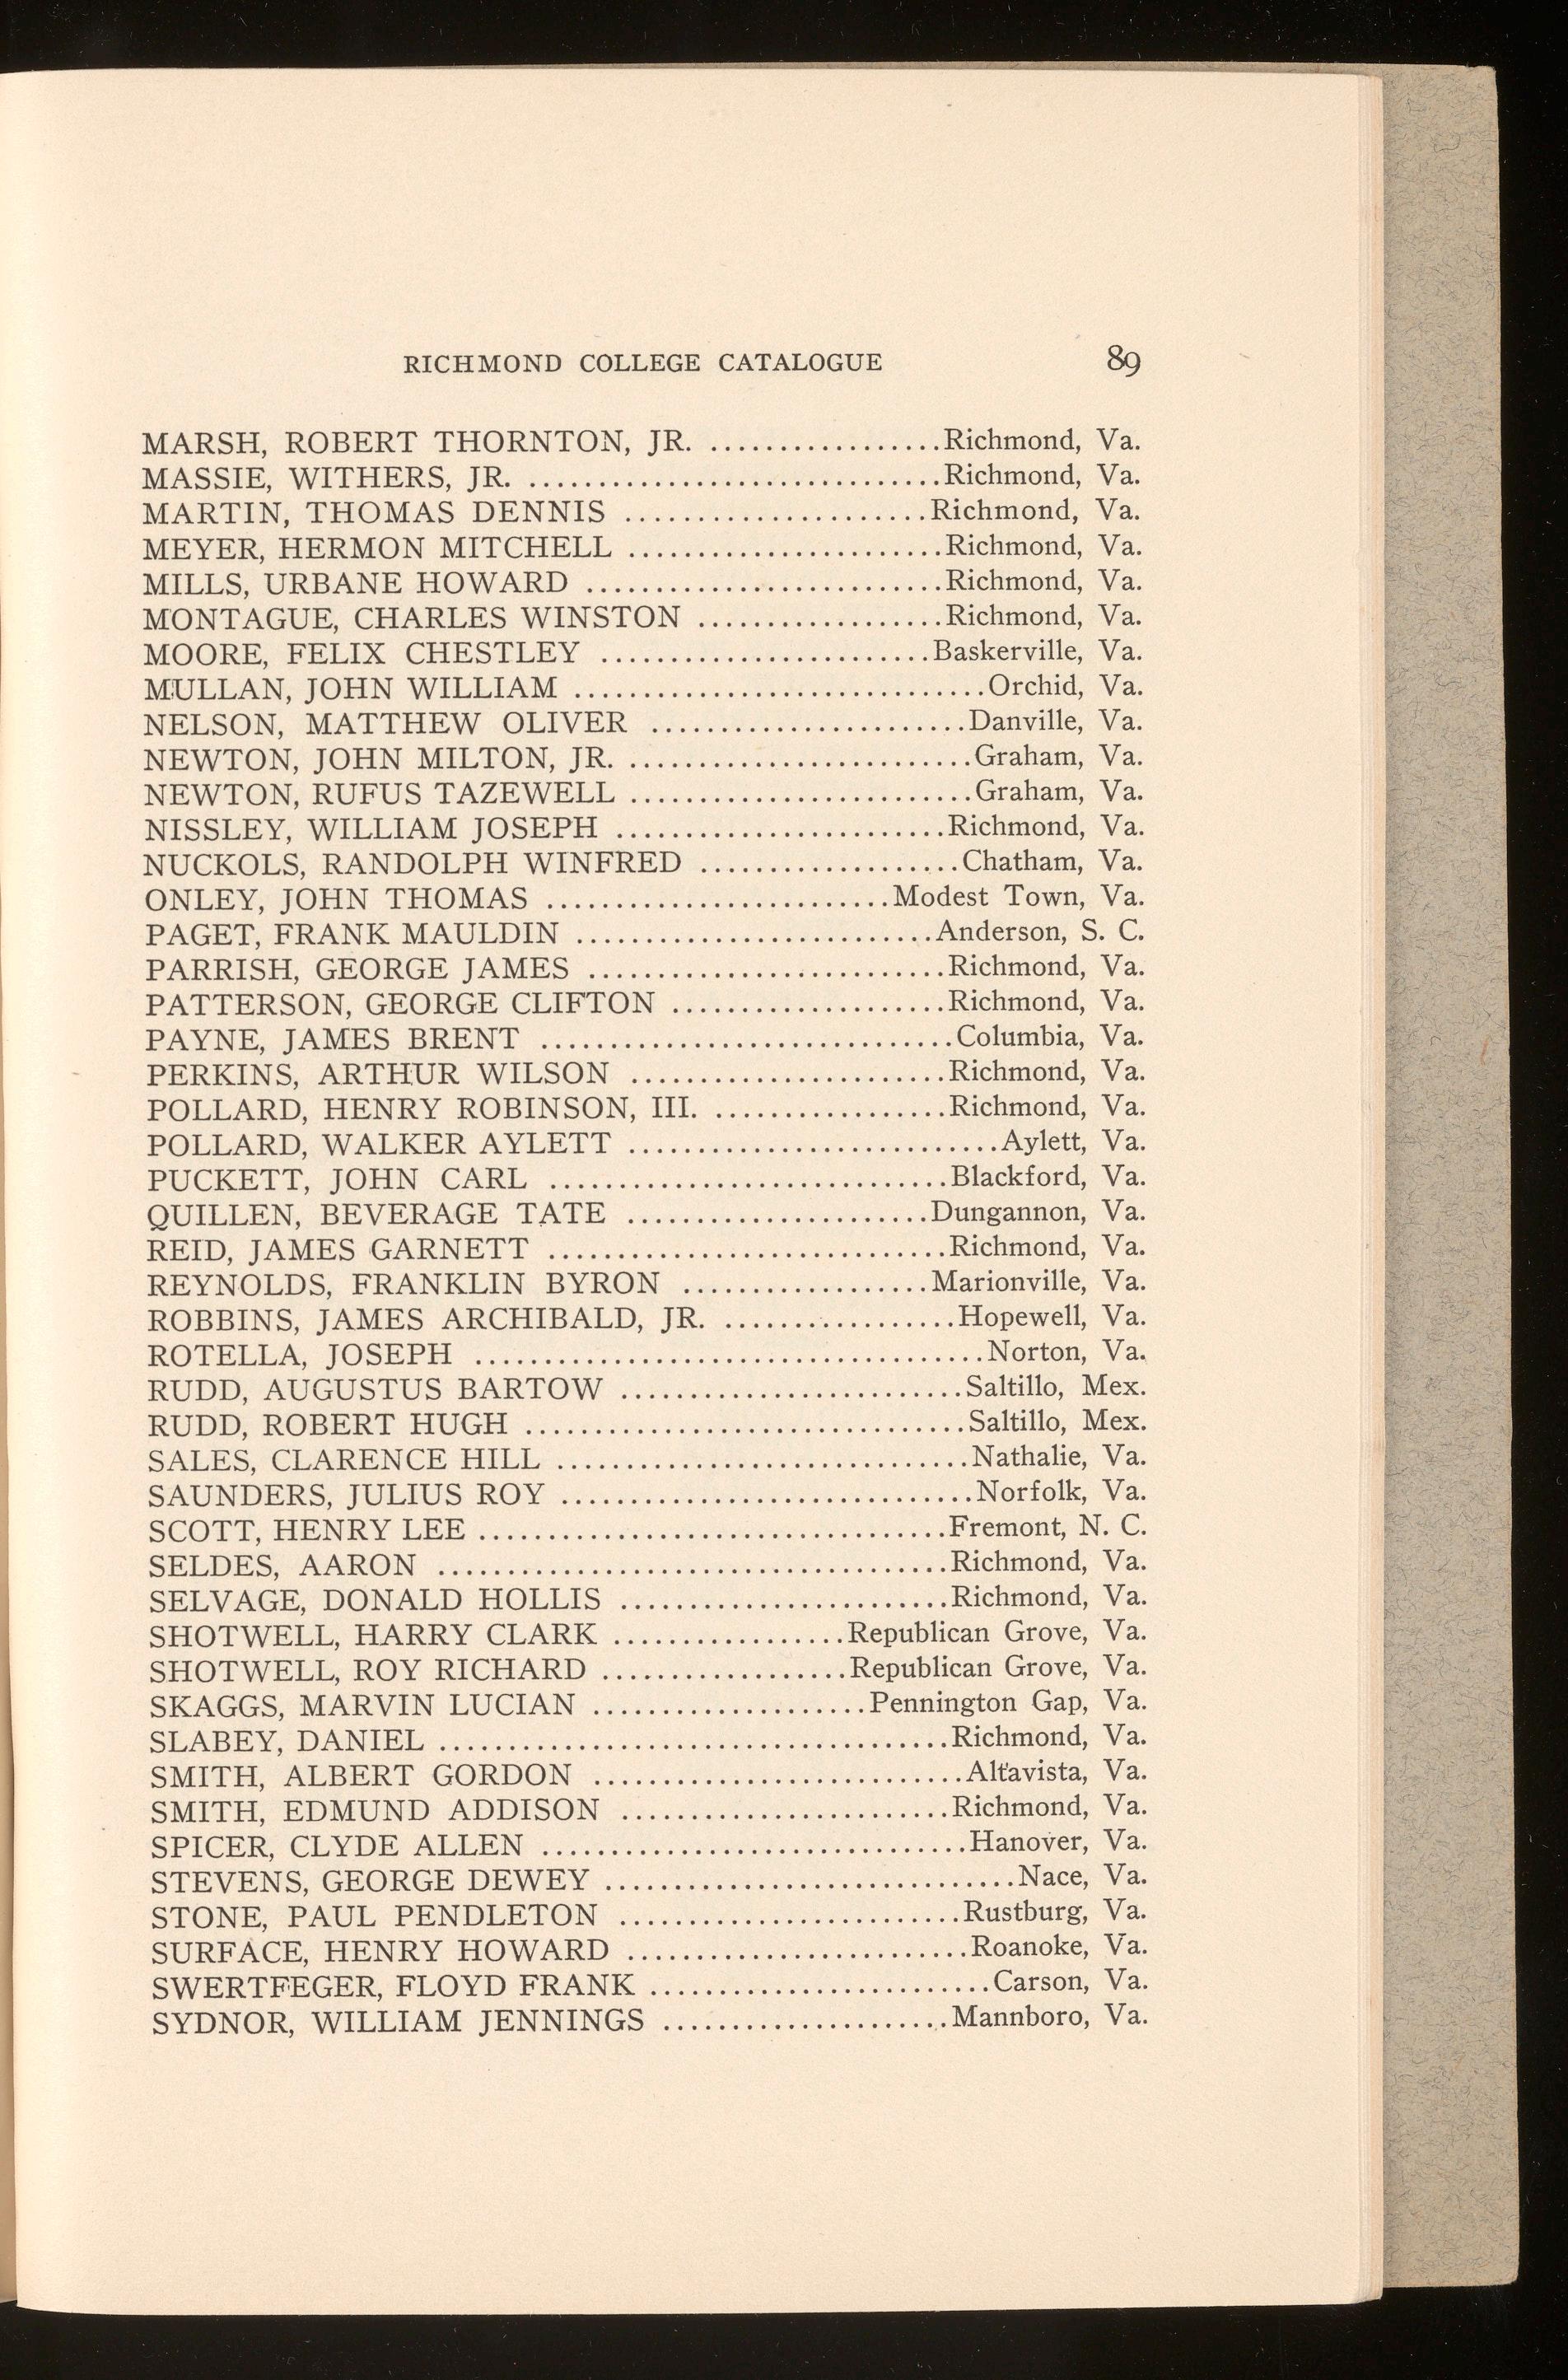 RICHMOND COLLEGE CATALOGUE 89
MARSH, ROBERT THORNTON, JR. ..................Richmond, Va.
MASSIE, WITHERS, JR. ..............................Richmond, Va.
MARTIN, THOMAS DENNIS ......................Richmond, Va.
MEYER, HERMON MITCHELL .......................Richmond, Va.
MILLS, URBANE HOWARD ..........................Richmond, Va.
MONTAGUE, CHARLES WINSTON ..................Richmond, Va.
MOORE, FELIX CHESTLEY ........................Baskerville, Va.
MULLAN, JOHN WILLIAM ..............................Orchid, Va.
NELSON, MATTHEW OLIVER .......................Danville, Va.
NEWTON, JOHN MILTON, JR. .........................Graham, Va.
NEWTON, RUFUS TAZEWELL .........................Graham, Va.
NISSLEY, WILLIAM JOSEPH ........................Richmond, Va.
NUCKOLS, RANDOLPH WINFRED ...................Chatham, Va.
ONLEY, JOHN THOMAS .........................Modest Town, Va.
PAGET, FRANK MAULDIN ..........................Anderson, S. C.
PARRISH, GEORGE JAMES ..........................Richmond, Va.
PATTERSON, GEORGE CLIFTON ....................Richmond, Va.
PAYNE, JAMES BRENT ..............................Columbia, Va.
PERKINS, ARTHUR WILSON .......................Richmond, Va.
POLLARD, HENRY ROBINSON, III. .................Richmond, Va.
POLLARD, WALKER AYLETT ...........................Aylett, Va.
PUCKETT, JOHN CARL .............................Blackford, Va.
QUILLEN, BEVERAGE TATE ......................Dungannon, Va.
REID, JAMES GARNETT .............................Richmond, Va.
REYNOLDS, FRANKLIN BYRON ..................Marionville, Va.
ROBBINS, JAMES ARCHIBALD, JR. .................Hopewell, Va.
ROTELLA, JOSEPH .....................................Norton, Va.
RUDD, AUGUSTUS BARTOW .........................Saltillo, Mex.
RUDD, ROBERT HUGH ................................Saltillo, Mex.
SALES, CLARENCE HILL ..............................Nathalie, Va.
SAUNDERS, JULIUS ROY ..............................Norfolk, Va.
SCOTT, HENRY LEE ..................................Fremont, N. C.
SELDES, AARON .....................................Richmond, Va.
SELVAGE, DONALD HOLLIS ........................Richmond, Va.
SHOTWELL, HARRY CLARK .................Republican Grove, Va.
SHOTWELL, ROY RICHARD ..................Republican Grove, Va.
SKAGGS, MARVIN LUCIAN ....................Pennington Gap, Va.
SLABEY, DANIEL .....................................Richmond, Va.
SMITH, ALBERT GORDON ...........................Altavista, Va.
SMITH, EDMUND ADDISON ........................Richmond, Va.
SPICER, CLYDE ALLEN ...............................Hanover, Va.
STEVENS, GEORGE DEWEY ..............................Nace, Va.
STONE, PAUL PENDLETON .........................Rustburg, Va.
SURFACE, HENRY HOWARD .........................Roanoke, Va.
SWERTFEGER, FLOYD FRANK .........................Carson, Va.
SYDNOR, WILLIAM JENNINGS .....................Mannboro, Va.